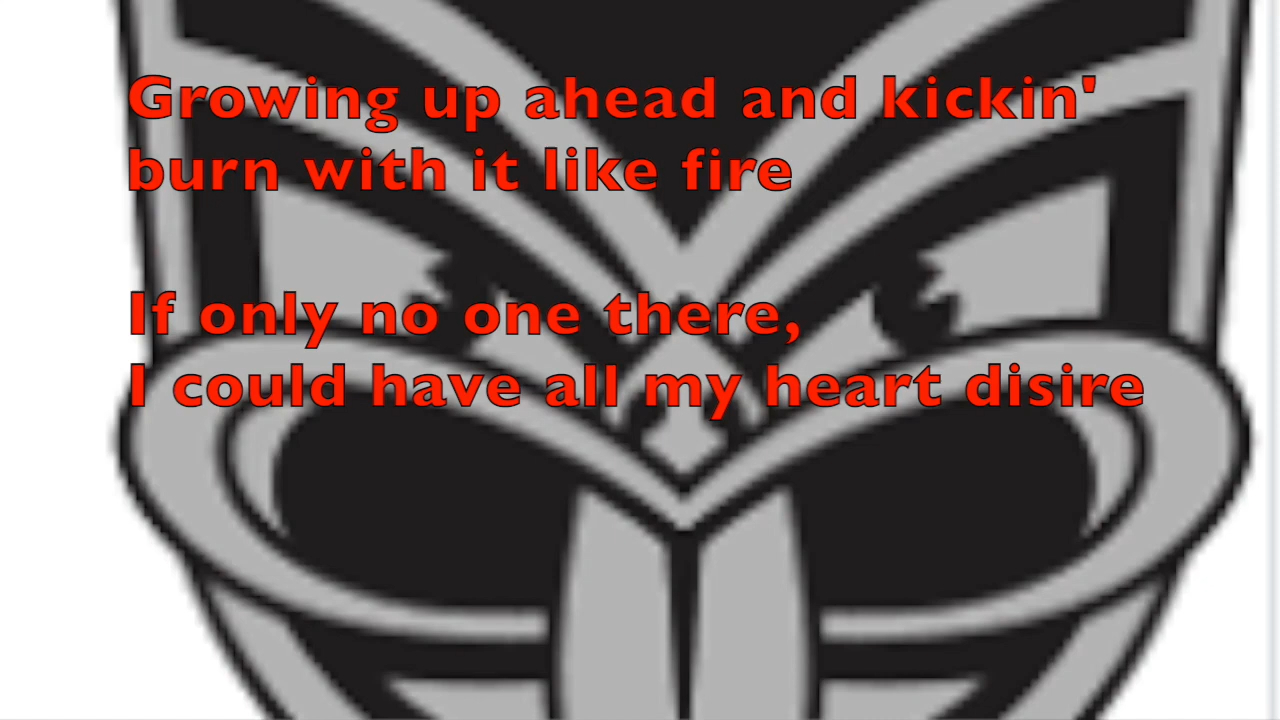 Growing up ahead and kickin'
burn with it like fire
If only no one there,
I could have all my heart disire